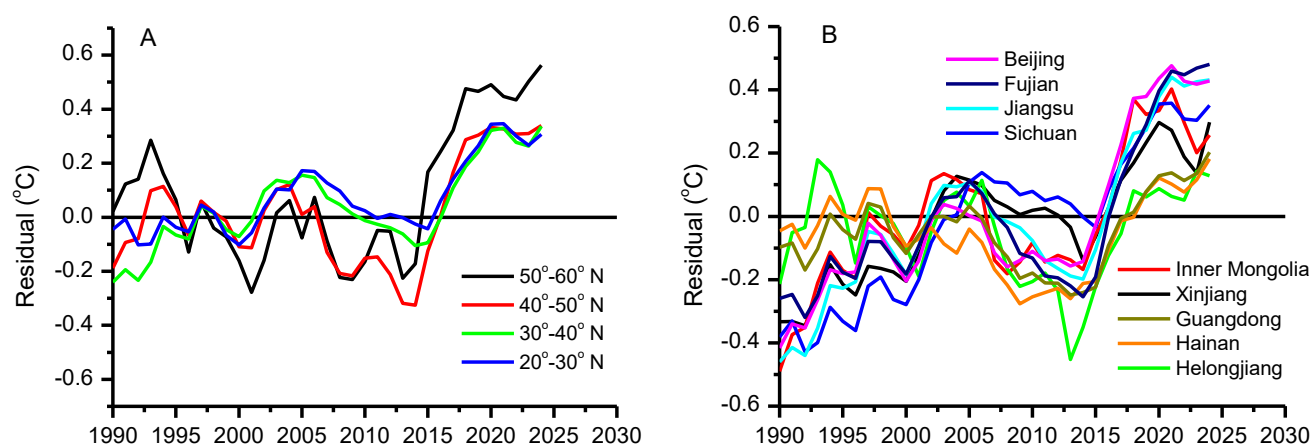 A
Residual (°C)
0.6
0.4
0.2
0.0
-0.2
-0.4
-0.6
50°-60° N
40°-50° N
30°-40° N
20°-30° N
1990 1995 2000 2005 2010 2015 2020 2025 2030
B
Residual (°C)
0.6
0.4
0.2
0.0
-0.2
-0.4
-0.6
Beijing
Fujian
Jiangsu
Sichuan
Inner Mongolia
Xinjiang
Guangdong
Hainan
Helongjiang
1990 1995 2000 2005 2010 2015 2020 2025 2030